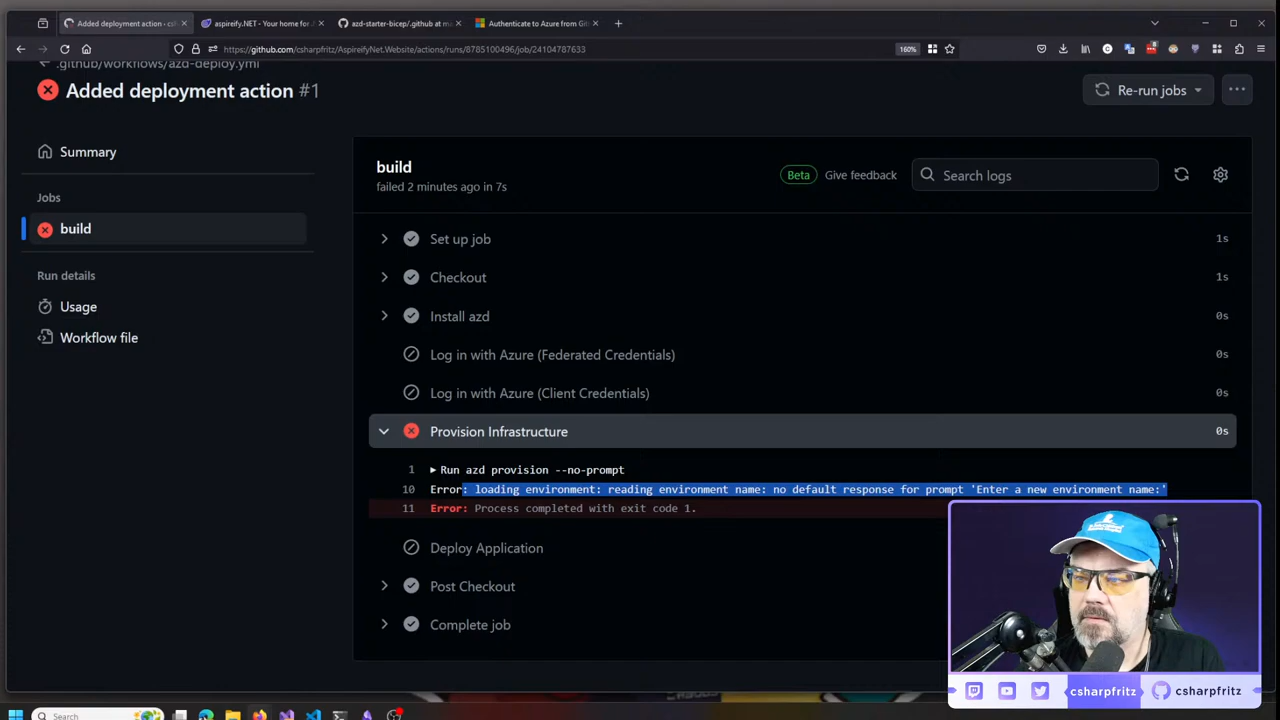 Added deployment action · cs
aspireify.NET - Your home for
azd-starter-bicep/.github at m
Authenticate to Azure from Git
https://github.com/csharpfritz/AspireifyNet.Website/actions/runs/8785100496/job/24104787633
160%
.github/workflows/azd-deploy.yml
Added deployment action #1
Re-run jobs
Summary
Jobs
build
Run details
Usage
Workflow file
build
failed 2 minutes ago in 7s
Beta
Give feedback
Search logs
Set up job
1s
Checkout
1s
Install azd
0s
Log in with Azure (Federated Credentials)
0s
Log in with Azure (Client Credentials)
0s
Provision Infrastructure
0s
1 Run azd provision --no-prompt
10 Error: loading environment: reading environment name: no default response for prompt 'Enter a new environment name:'
11 Error: Process completed with exit code 1.
Deploy Application
Post Checkout
Complete job
csharpfritz
csharpfritz
Search